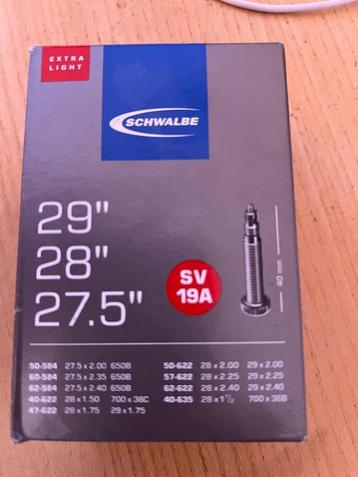 EXTRA
LIGHT
SCHWALBE
29"
28"
27.5"
SV
19A
40 mm
50-584 27.5 x 2.00 650B
60-584 27.5 x 2.35 650B
62-584 27.5 x 2.40 650B
40-622 28 x 1.50 700 x 38C
47-622 28 x 1.75 29 x 1.75
50-622 28 x 2.00 29 x 2.00
57-622 28 x 2.25 29 x 2.25
62-622 28 x 2.40 29 x 2.40
40-635 28 x 1½ 700 x 38B